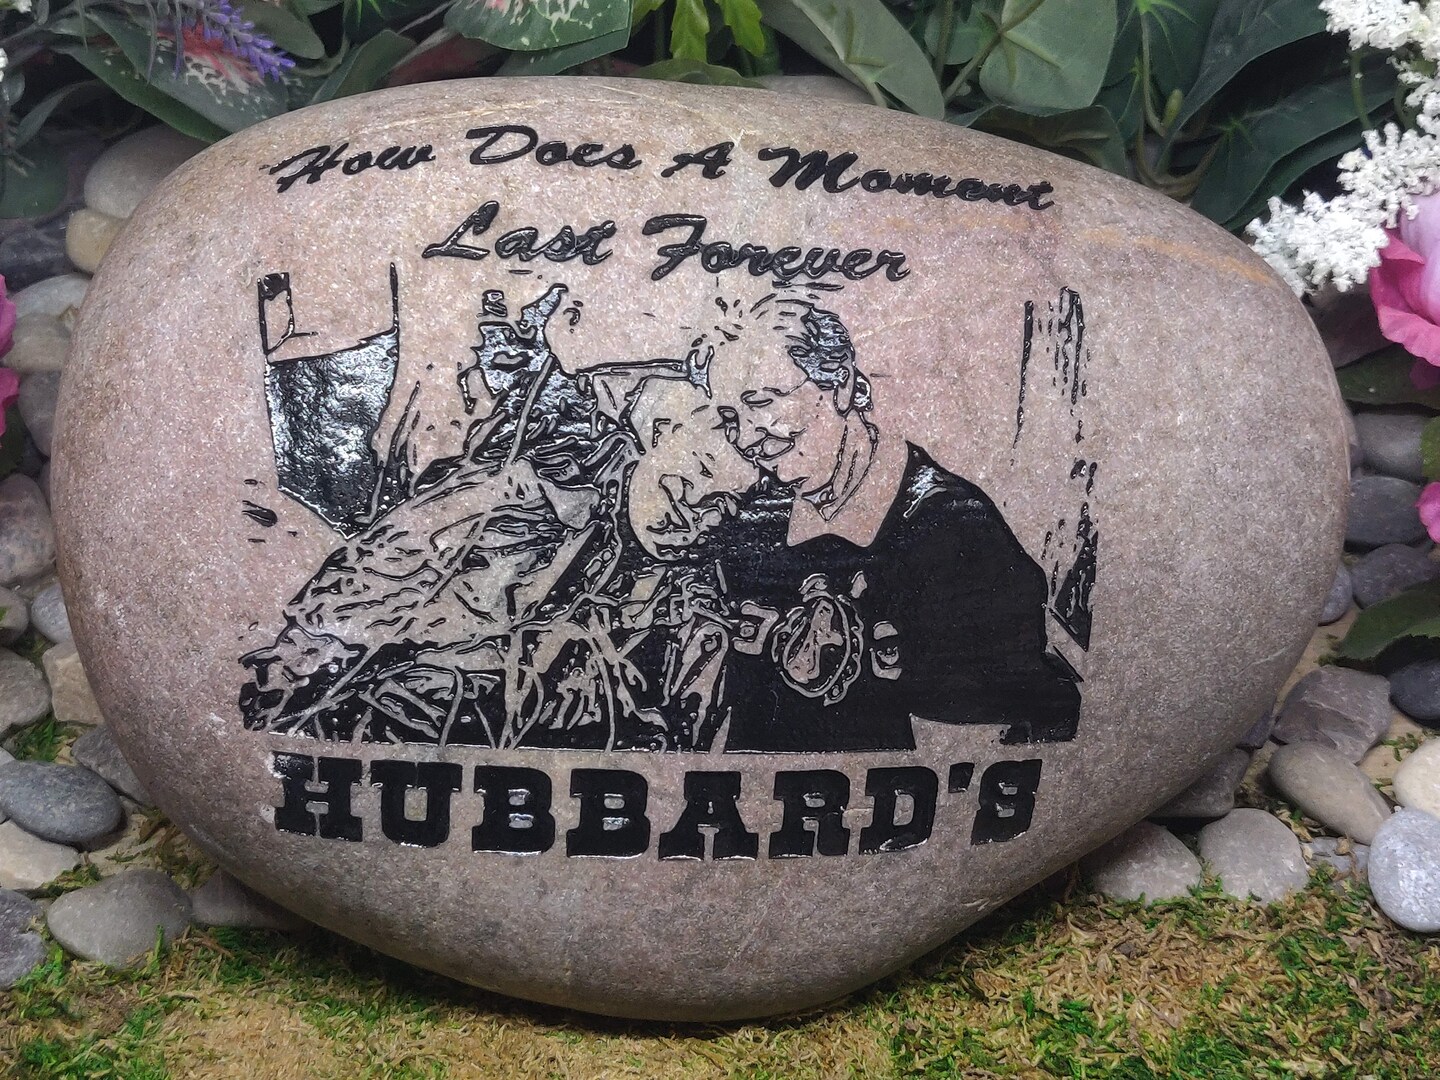 How Does A Moment
Last Forever
HUBBARD'S